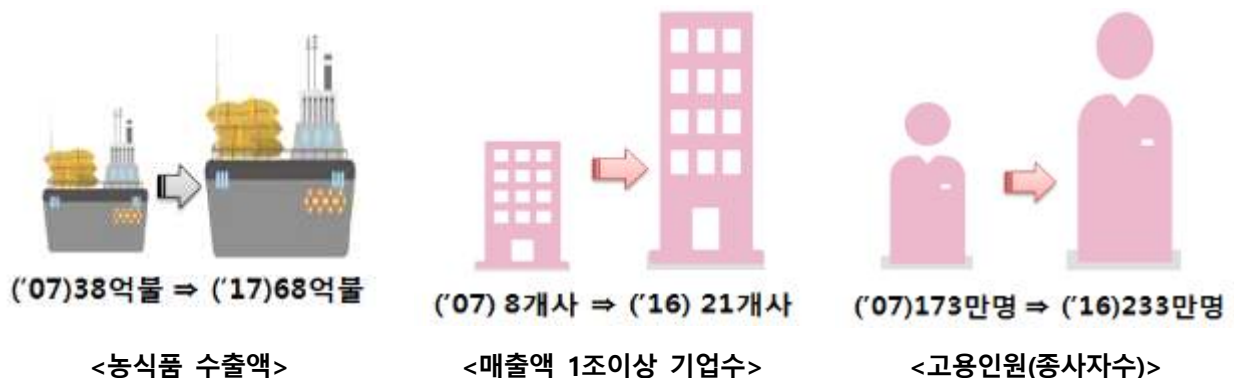 ('07)38억불 ⇒ ('17)68억불
('07) 8개사 ⇒ ('16) 21개사
('07)173만명 ⇒ ('16)233만명
<농식품 수출액>
<매출액 1조이상 기업수>
<고용인원(종사자수)>